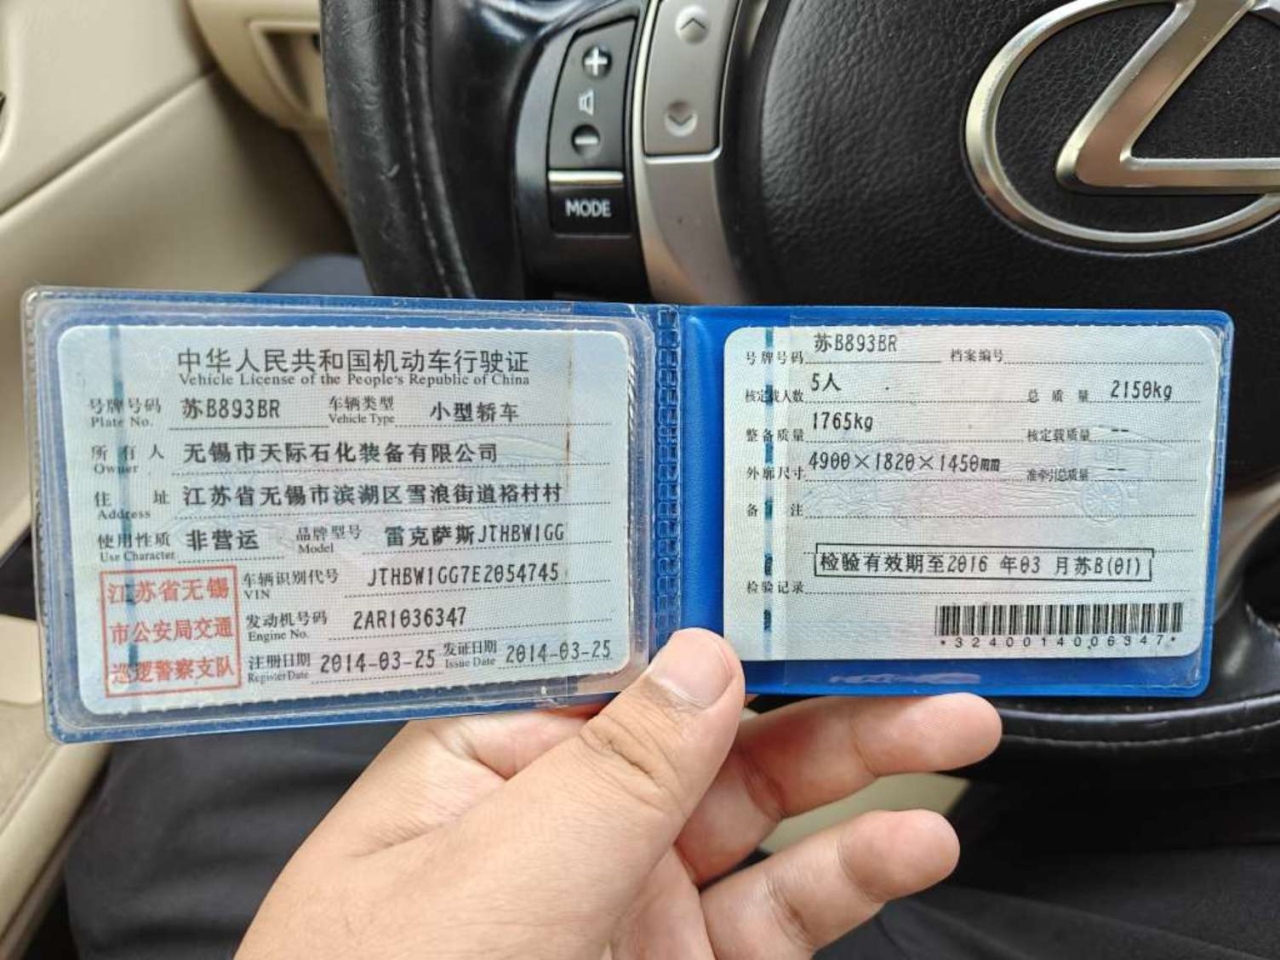 MODE
中华人民共和国机动车行驶证
Vehicle License of the People's Republic of China
号牌号码 苏B893BR 车辆类型 小型轿车
Plate No. Vehicle Type
所有人 无锡市天际石化装备有限公司
Owner
住址 江苏省无锡市滨湖区雪浪街道裕村村
Address
使用性质 非营运 品牌型号 雷克萨斯JTHBW1GG
Use Character Model
江苏省无锡
市公安局交通
巡逻警察支队
车辆识别代号 JTHBW1GG7E2054745
VIN
发动机号码 2AR1036347
Engine No.
注册日期 2014-03-25 发证日期 2014-03-25
Register Date Issue Date
号牌号码 苏B893BR 档案编号
核定载人数 5人 总质量 2150kg
整备质量 1765kg 核定载质量 --
外廓尺寸 4900×1820×1450mm 准牵引总质量 --
备注
检验有效期至2016 年03 月苏B(01)
检验记录
*3240014006347*